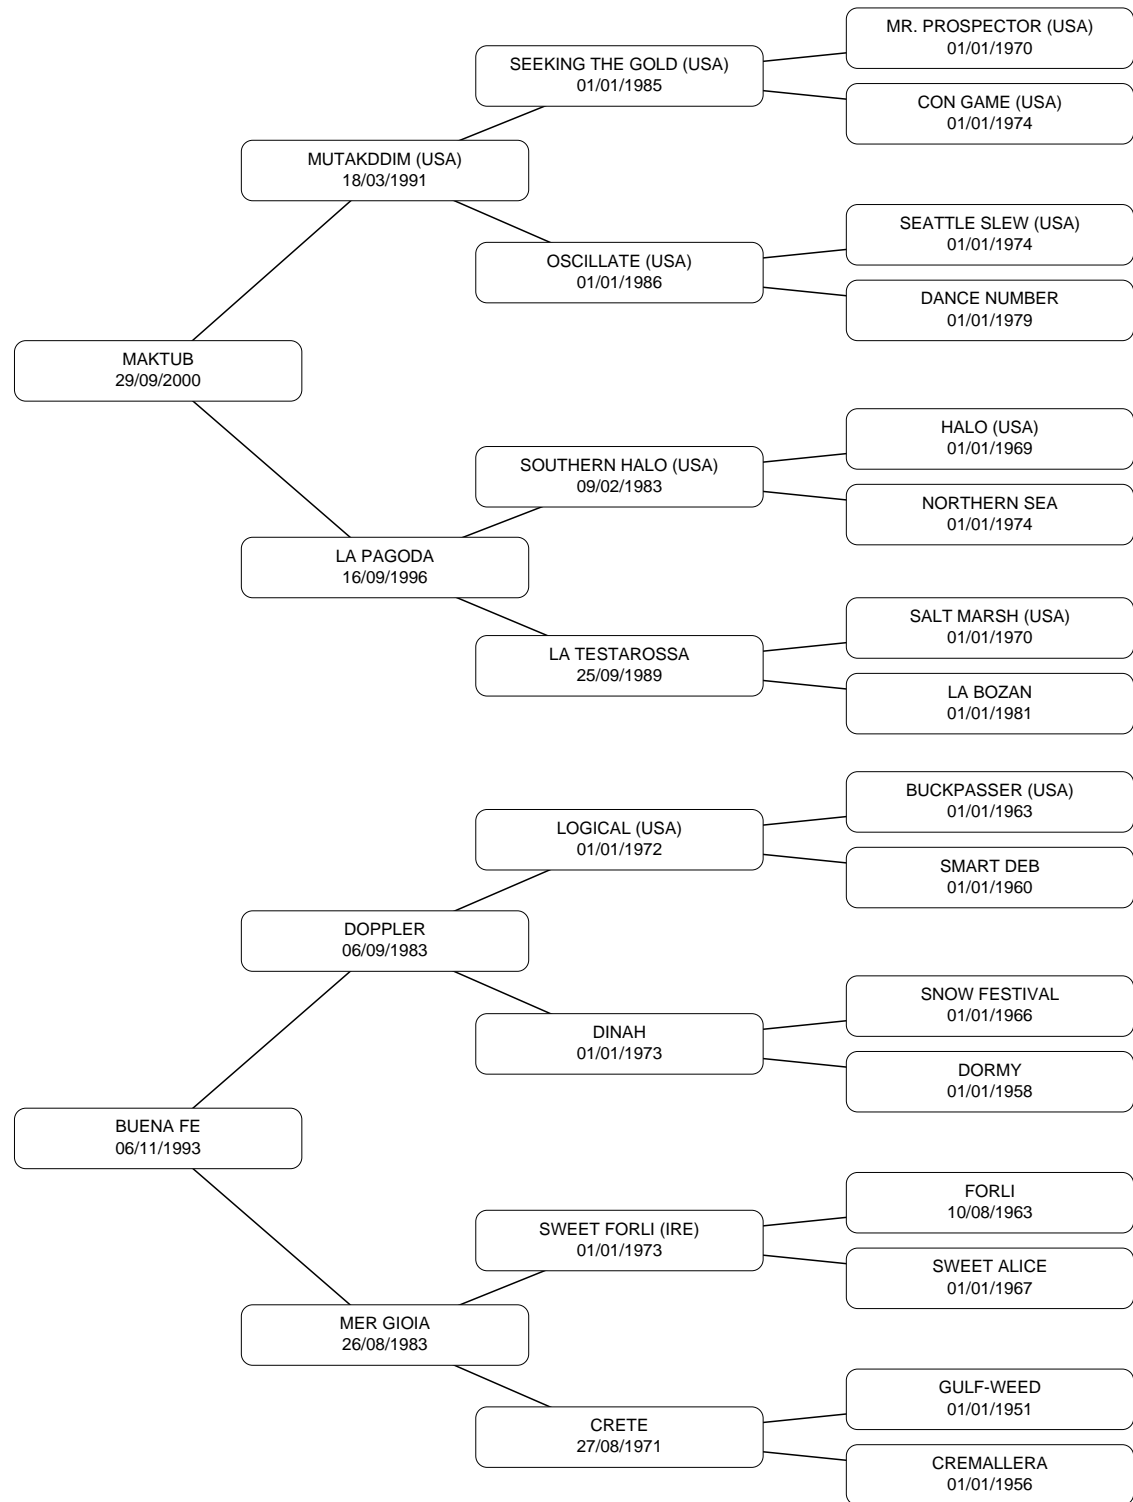 MR. PROSPECTOR (USA)
01/01/1970
SEEKING THE GOLD (USA)
01/01/1985
CON GAME (USA)
01/01/1974
MUTAKDDIM (USA)
18/03/1991
SEATTLE SLEW (USA)
01/01/1974
OSCILLATE (USA)
01/01/1986
DANCE NUMBER
01/01/1979
MAKTUB
29/09/2000
HALO (USA)
01/01/1969
SOUTHERN HALO (USA)
09/02/1983
NORTHERN SEA
01/01/1974
LA PAGODA
16/09/1996
SALT MARSH (USA)
01/01/1970
LA TESTAROSSA
25/09/1989
LA BOZAN
01/01/1981
BUCKPASSER (USA)
01/01/1963
LOGICAL (USA)
01/01/1972
SMART DEB
01/01/1960
DOPPLER
06/09/1983
SNOW FESTIVAL
01/01/1966
DINAH
01/01/1973
DORMY
01/01/1958
BUENA FE
06/11/1993
FORLI
10/08/1963
SWEET FORLI (IRE)
01/01/1973
SWEET ALICE
01/01/1967
MER GIOIA
26/08/1983
GULF-WEED
01/01/1951
CRETE
27/08/1971
CREMALLERA
01/01/1956